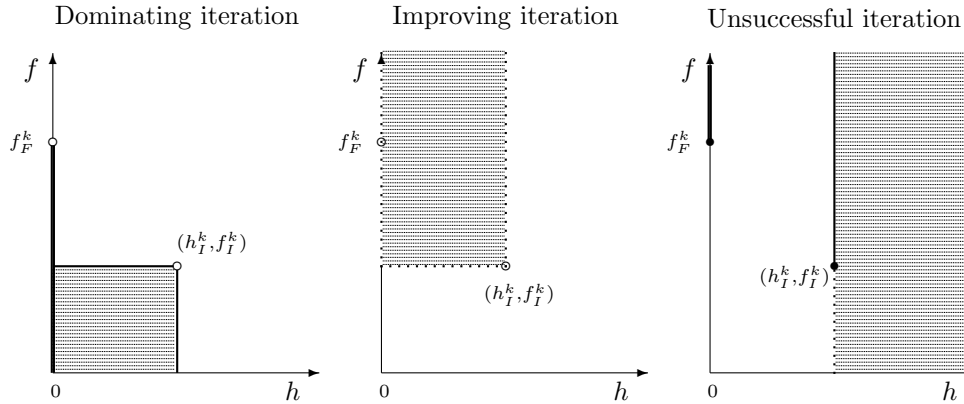 Dominating iteration
f
f_F^k
(h_I^k, f_I^k)
0
h
Improving iteration
f
f_F^k
(h_I^k, f_I^k)
0
h
Unsuccessful iteration
f
f_F^k
(h_I^k, f_I^k)
0
h